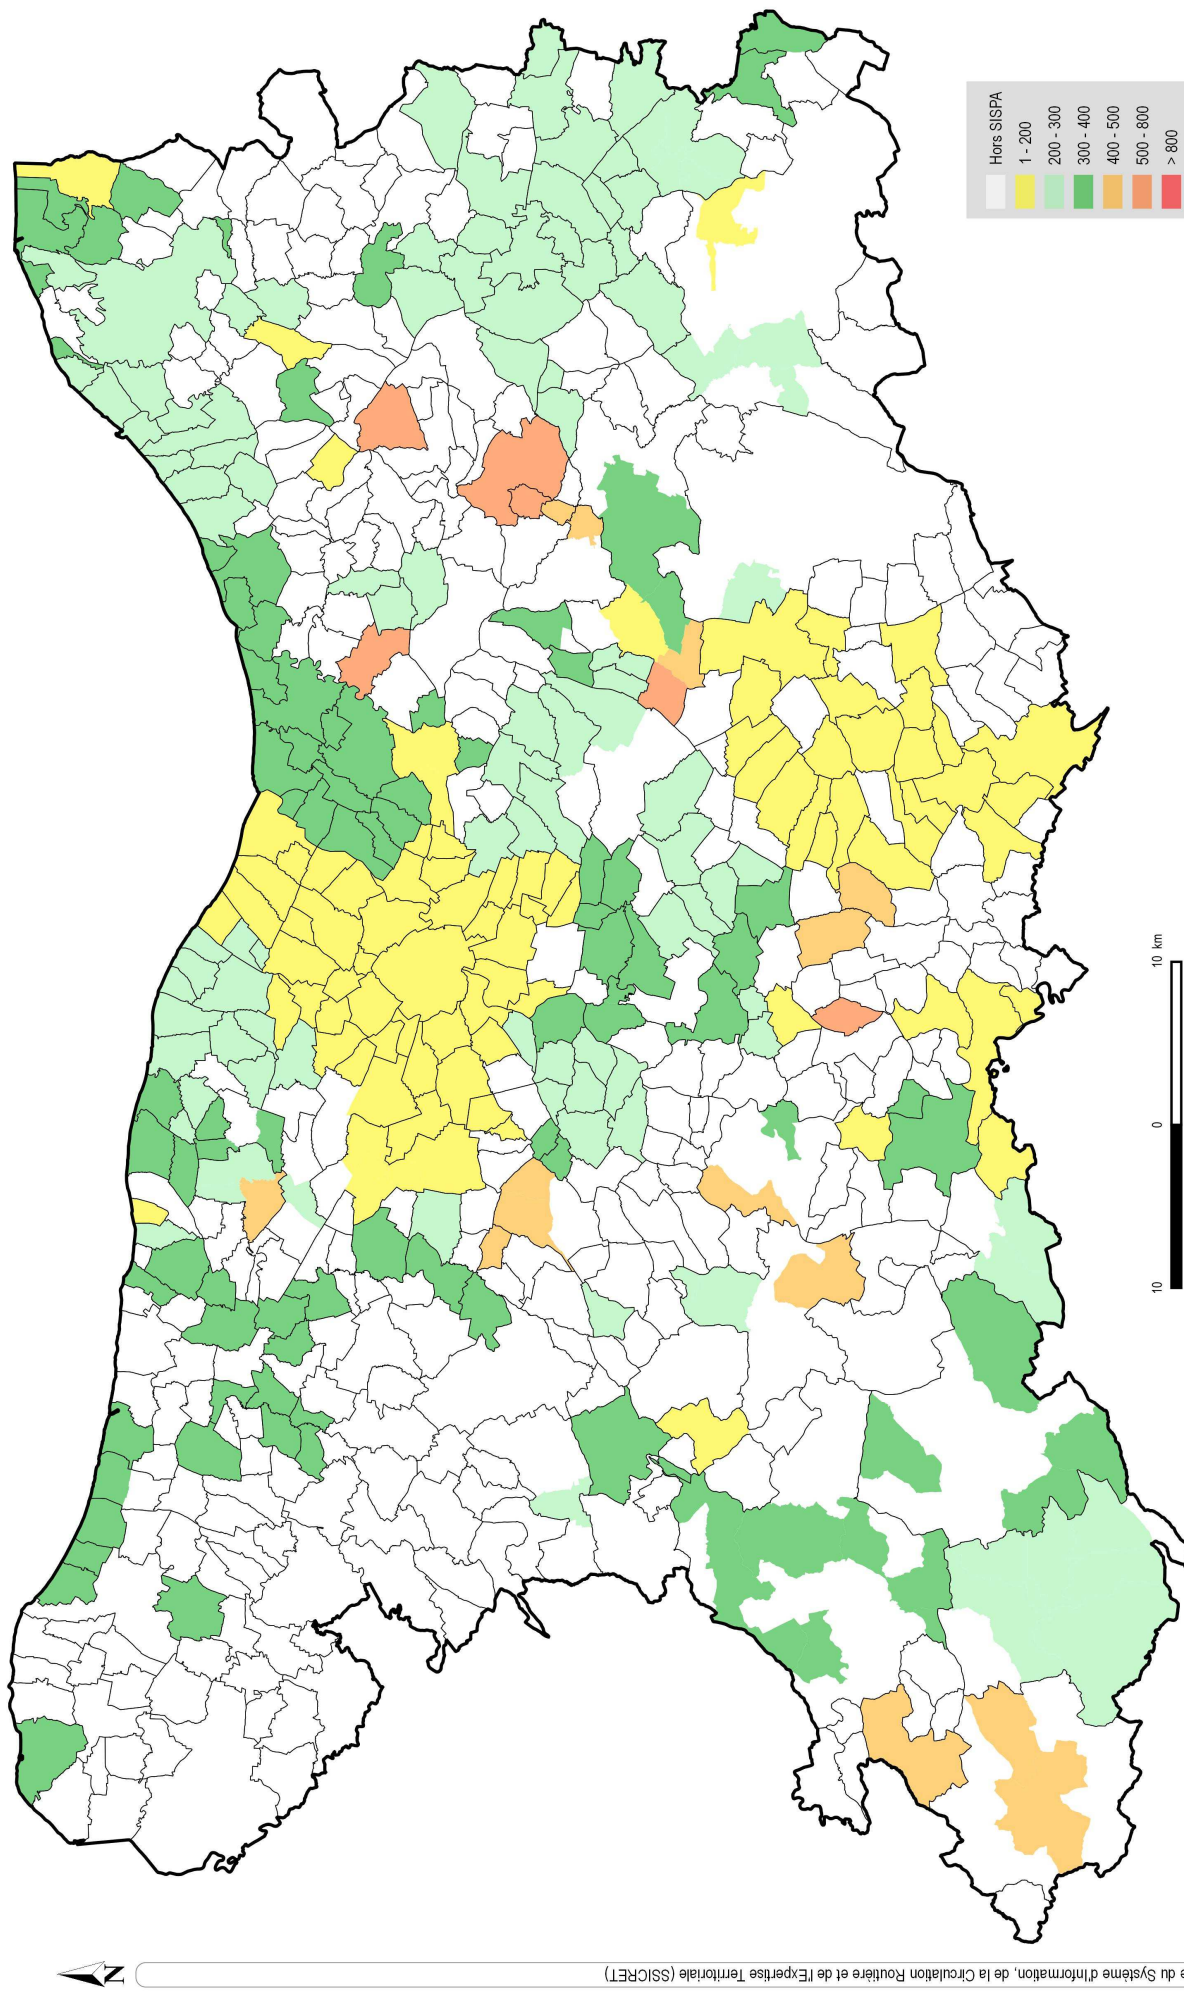 Hors SISPA
1 - 200
200 - 300
300 - 400
400 - 500
500 - 800
> 800
10
0
10 km
N
du Système d'Information, de la Circulation Routière et de l'Expertise Territoriale (SSICRET)